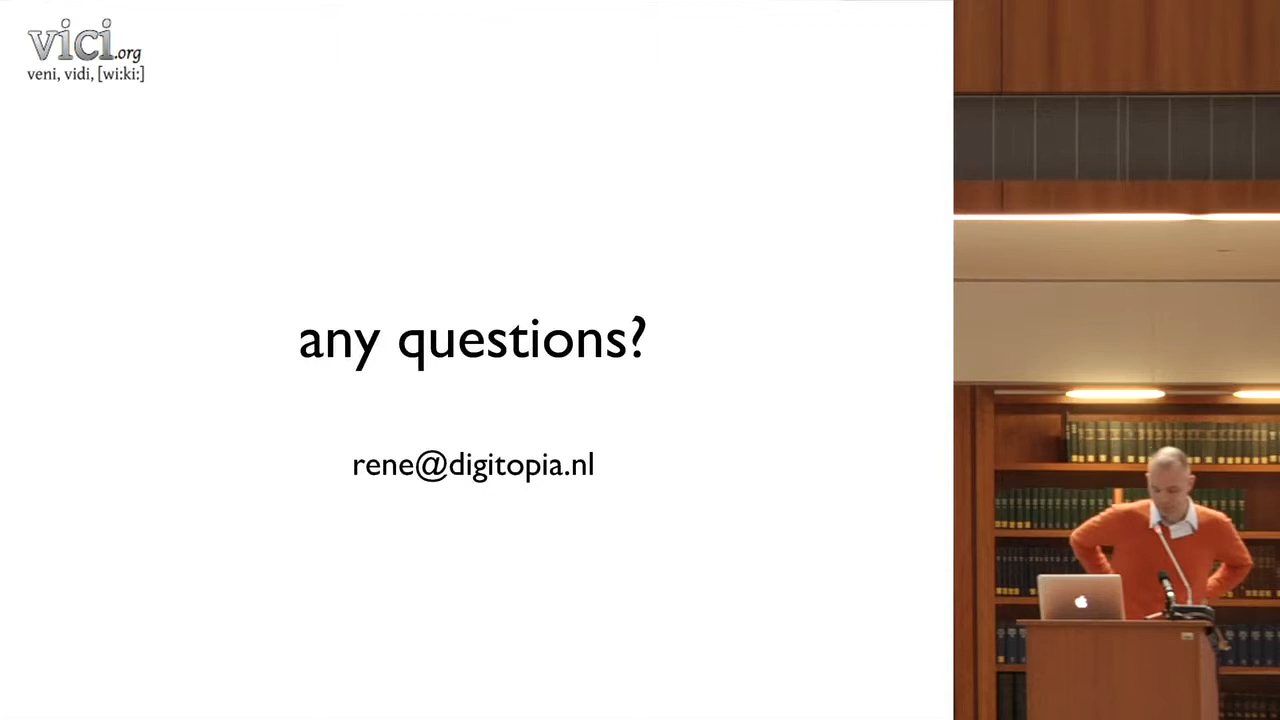 vici.org
veni, vidi, [wi:ki:]
any questions?
rene@digitopia.nl